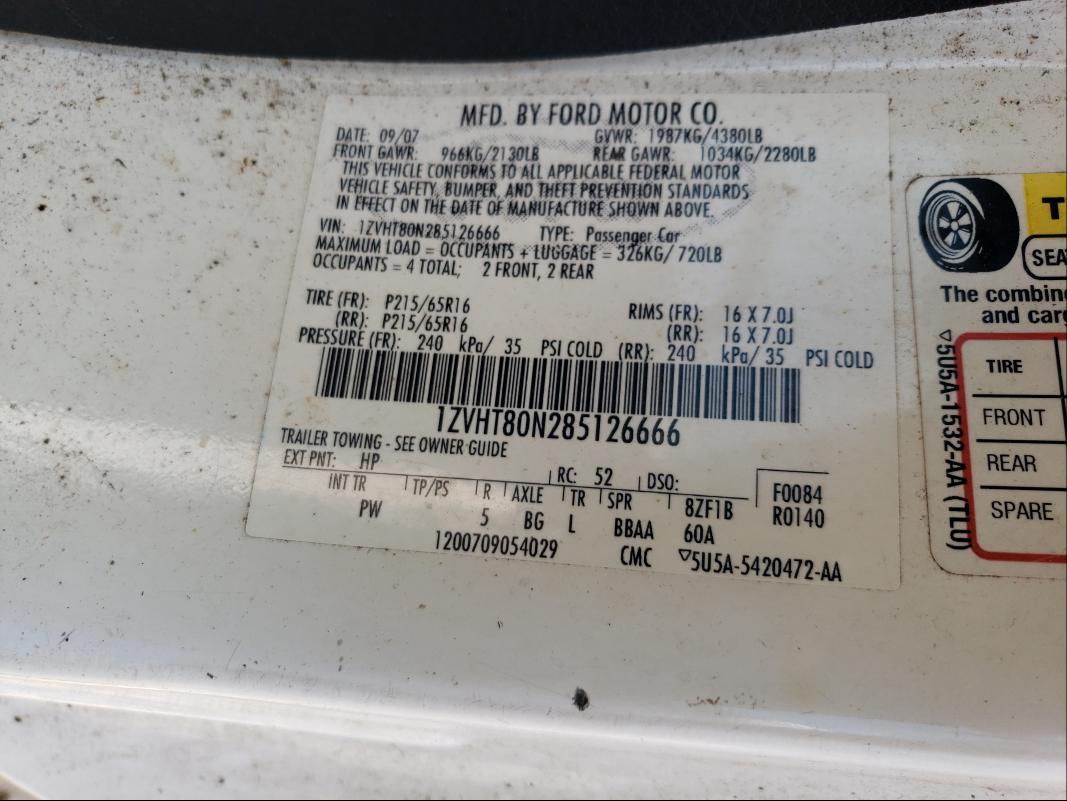 MFD. BY FORD MOTOR CO.
DATE: 09/07 GVWR: 1987KG/4380LB
FRONT GAWR: 966KG/2130LB REAR GAWR: 1034KG/2280LB
THIS VEHICLE CONFORMS TO ALL APPLICABLE FEDERAL MOTOR
VEHICLE SAFETY, BUMPER, AND THEFT PREVENTION STANDARDS
IN EFFECT ON THE DATE OF MANUFACTURE SHOWN ABOVE.
VIN: 1ZVHT80N285126666 TYPE: Passenger Car
MAXIMUM LOAD = OCCUPANTS + LUGGAGE = 326KG/ 720LB
OCCUPANTS = 4 TOTAL; 2 FRONT, 2 REAR
TIRE (FR): P215/65R16 RIMS (FR): 16 X 7.0J
(RR): P215/65R16 (RR): 16 X 7.0J
PRESSURE (FR): 240 kPa/ 35 PSI COLD (RR): 240 kPa/ 35 PSI COLD
1ZVHT80N285126666
TRAILER TOWING - SEE OWNER GUIDE
EXT PNT: HP RC: 52 DSO: F0084
INT TR TP/PS R AXLE TR SPR 8ZF1B R0140
PW 5 BG L BBAA 60A
1200709054029 CMC ▽5U5A-5420472-AA
SEA
The combin
and car
TIRE
FRONT
REAR
SPARE
▽5U5A-1532-AA (TLU)